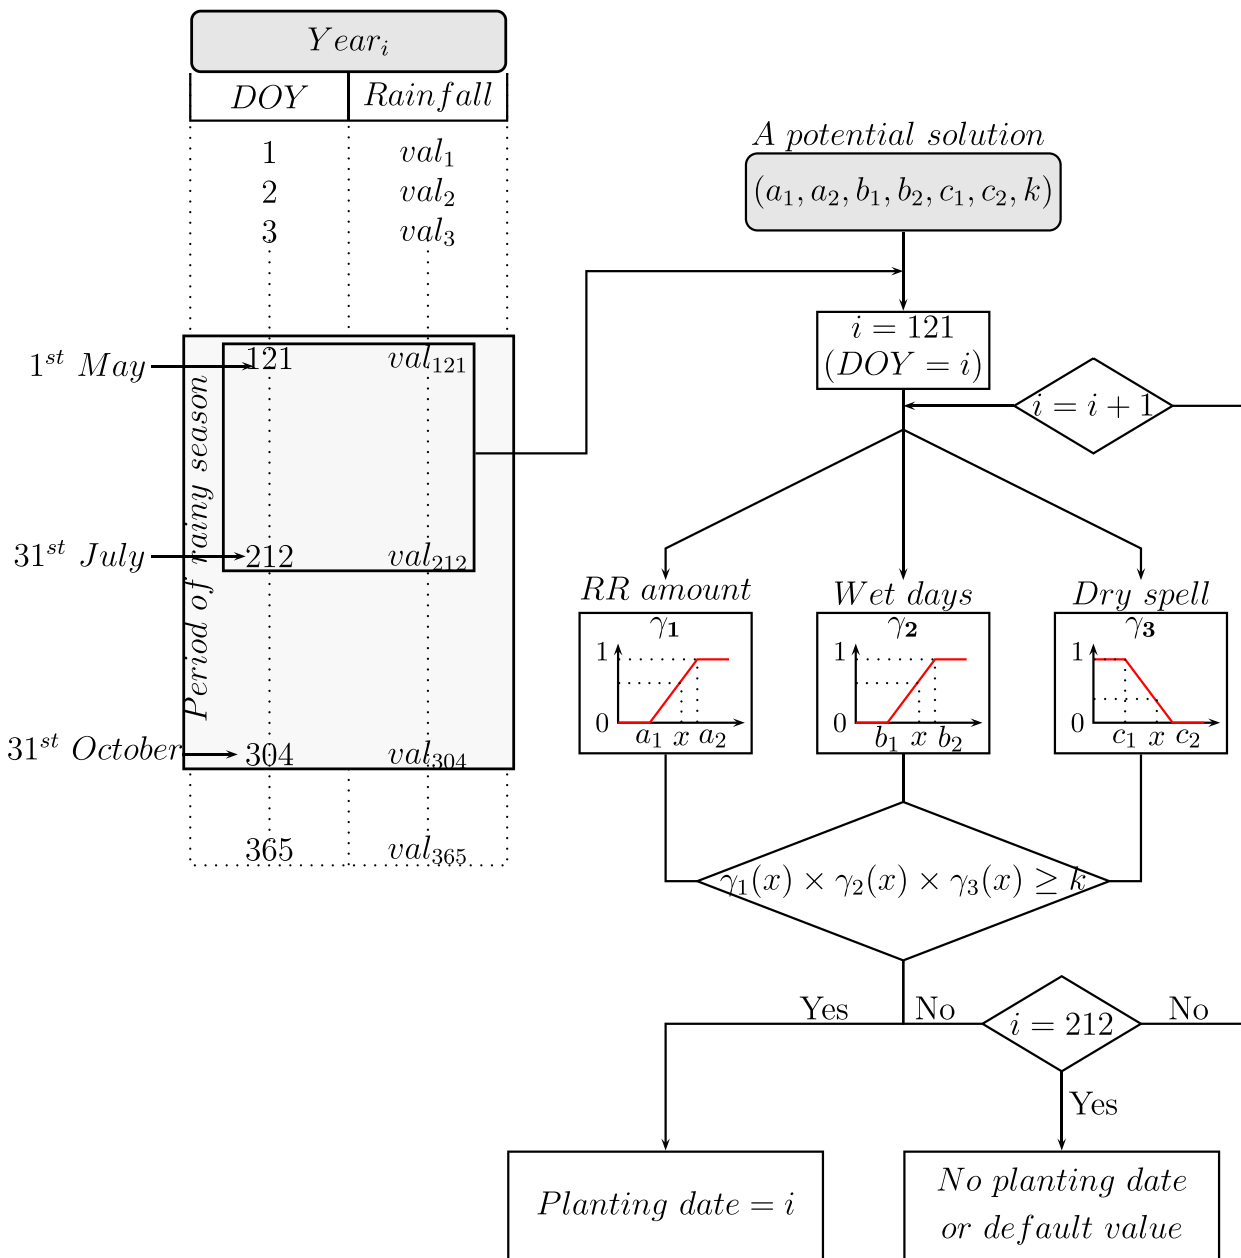 Year_i
DOY Rainfall
1 val_1
2 val_2
3 val_3
1^st May 121 val_121
31^st July 212 val_212
31^st October 304 val_304
365 val_365
Period of rainy season
A potential solution
(a_1, a_2, b_1, b_2, c_1, c_2, k)
i = 121
(DOY = i)
i = i + 1
RR amount
γ_1
1
0
a_1 x a_2
Wet days
γ_2
1
0
b_1 x b_2
Dry spell
γ_3
1
0
c_1 x c_2
γ_1(x) × γ_2(x) × γ_3(x) ≥ k
Yes No
i = 212
No
Yes
Planting date = i
No planting date
or default value